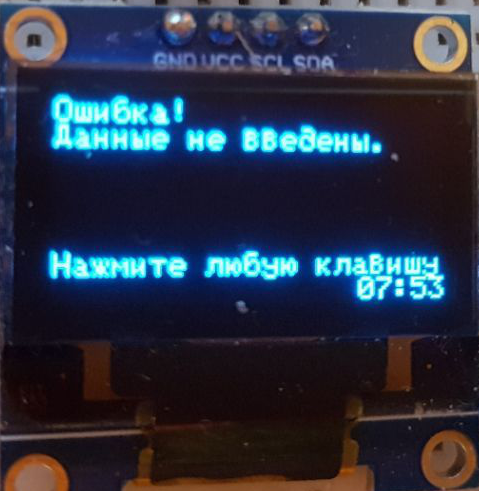 GND VCC SCL SDA
Ошибка!
Данные не введены.
Нажмите любую клавишу
07:53